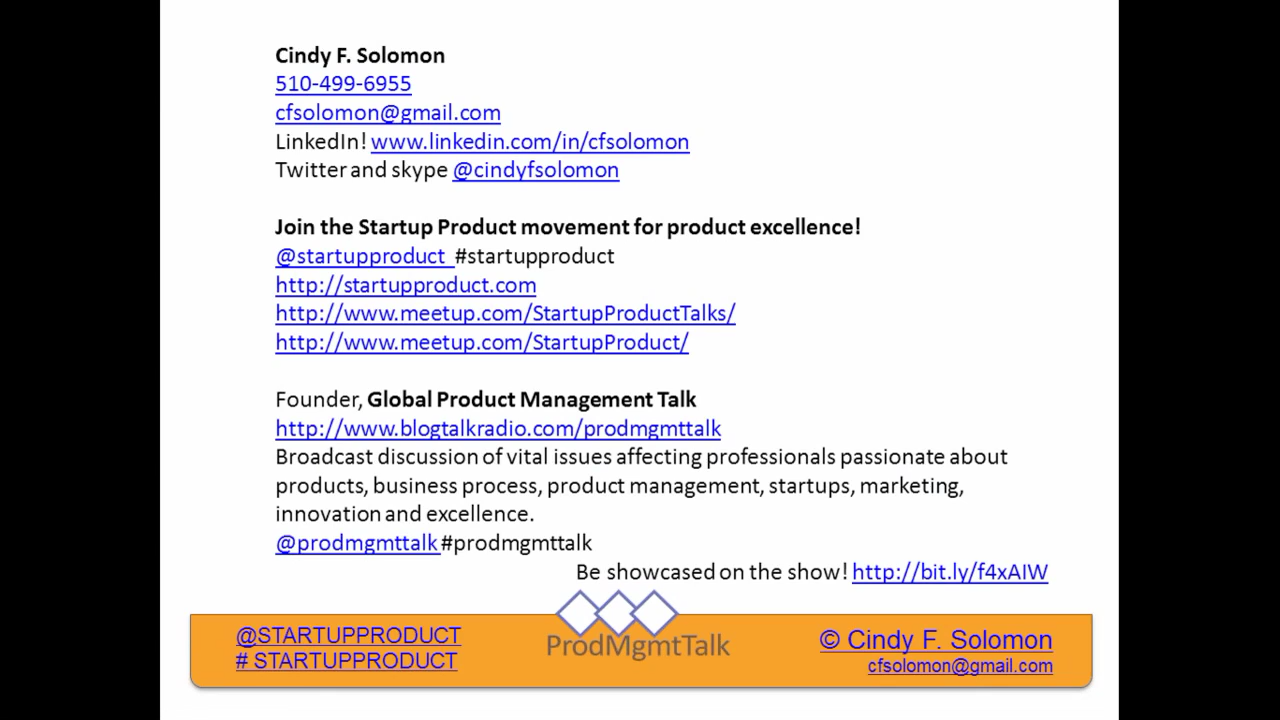 Cindy F. Solomon
510-499-6955
cfsolomon@gmail.com
LinkedIn! www.linkedin.com/in/cfsolomon
Twitter and skype @cindyfsolomon
Join the Startup Product movement for product excellence!
@startupproduct #startupproduct
http://startupproduct.com
http://www.meetup.com/StartupProductTalks/
http://www.meetup.com/StartupProduct/
Founder, Global Product Management Talk
http://www.blogtalkradio.com/prodmgmttalk
Broadcast discussion of vital issues affecting professionals passionate about
products, business process, product management, startups, marketing,
innovation and excellence.
@prodmgmttalk #prodmgmttalk
Be showcased on the show! http://bit.ly/f4xAIW
@STARTUPPRODUCT
# STARTUPPRODUCT
ProdMgmtTalk
© Cindy F. Solomon
cfsolomon@gmail.com